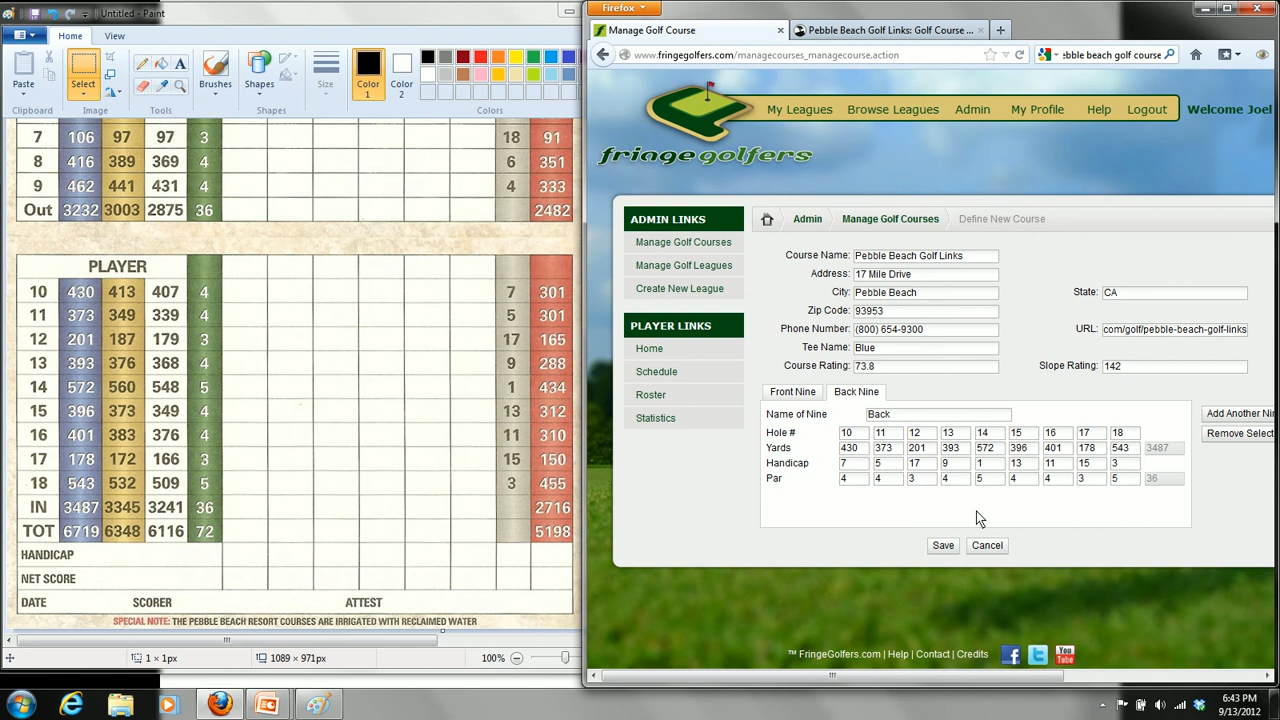 Untitled - Paint
Home View
Paste
Select
Brushes
Shapes
Size
Color 1
Color 2
Clipboard Image Shapes Colors
7 106 97 97 3 18 91
8 416 389 369 4 6 351
9 462 441 431 4 4 333
Out 3232 3003 2875 36 2482
PLAYER
10 430 413 407 4 7 301
11 373 349 339 4 5 301
12 201 187 179 3 17 165
13 393 376 368 4 9 288
14 572 560 548 5 1 434
15 396 373 349 4 13 312
16 401 383 376 4 11 310
17 178 172 166 3 15 150
18 543 532 509 5 3 455
IN 3487 3345 3241 36 2716
TOT 6719 6348 6116 72 5198
HANDICAP
NET SCORE
DATE SCORER ATTEST
SPECIAL NOTE: THE PEBBLE BEACH RESORT COURSES ARE IRRIGATED WITH RECLAIMED WATER
1 × 1px 1089 × 971px 100%
Firefox
Manage Golf Course
Pebble Beach Golf Links: Golf Course ...
www.fringegolfers.com/managecourses_managecourse.action
bble beach golf course
My Leagues Browse Leagues Admin My Profile Help Logout Welcome Joel
fringegolfers
ADMIN LINKS
Manage Golf Courses
Manage Golf Leagues
Create New League
PLAYER LINKS
Home
Schedule
Roster
Statistics
Admin Manage Golf Courses Define New Course
Course Name: Pebble Beach Golf Links
Address: 17 Mile Drive
City: Pebble Beach State: CA
Zip Code: 93953
Phone Number: (800) 654-9300 URL: com/golf/pebble-beach-golf-links
Tee Name: Blue
Course Rating: 73.8 Slope Rating: 142
Front Nine Back Nine
Name of Nine Back Add Another Nin
Hole # 10 11 12 13 14 15 16 17 18 Remove Select
Yards 430 373 201 393 572 396 401 178 543 3487
Handicap 7 5 17 9 1 13 11 15 3
Par 4 4 3 4 5 4 4 3 5 36
Save Cancel
™ FringeGolfers.com | Help | Contact | Credits
You Tube
6:43 PM
9/13/2012